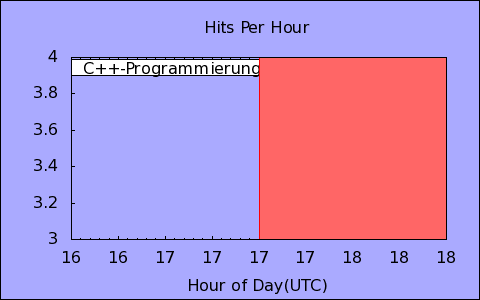 Hits Per Hour
4
C++-Programmierung
3.8
3.6
3.4
3.2
3
16 16 17 17 17 17 18 18 18
Hour of Day(UTC)